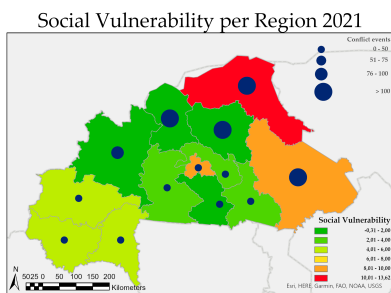 Social Vulnerability per Region 2021
Conflict events
0 - 50
51 - 75
76 - 100
> 100
Social Vulnerability
-0,31 - 2,00
2,01 - 4,00
4,01 - 6,00
6,01 - 8,00
8,01 - 10,00
10,01 - 13,62
N
5025 0 50 100 150 200
Kilometers
Esri, HERE, Garmin, FAO, NOAA, USGS